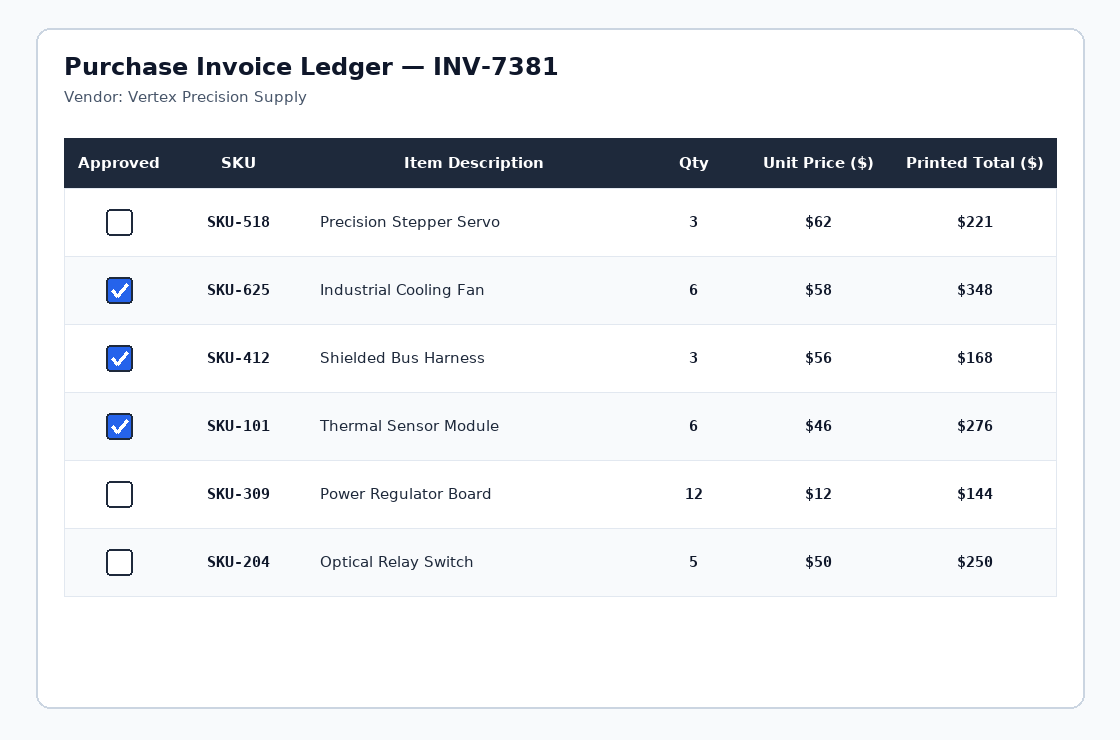 Purchase Invoice Ledger — INV-7381
Vendor: Vertex Precision Supply
Approved SKU Item Description Qty Unit Price ($) Printed Total ($)
SKU-518 Precision Stepper Servo 3 $62 $221
SKU-625 Industrial Cooling Fan 6 $58 $348
SKU-412 Shielded Bus Harness 3 $56 $168
SKU-101 Thermal Sensor Module 6 $46 $276
SKU-309 Power Regulator Board 12 $12 $144
SKU-204 Optical Relay Switch 5 $50 $250